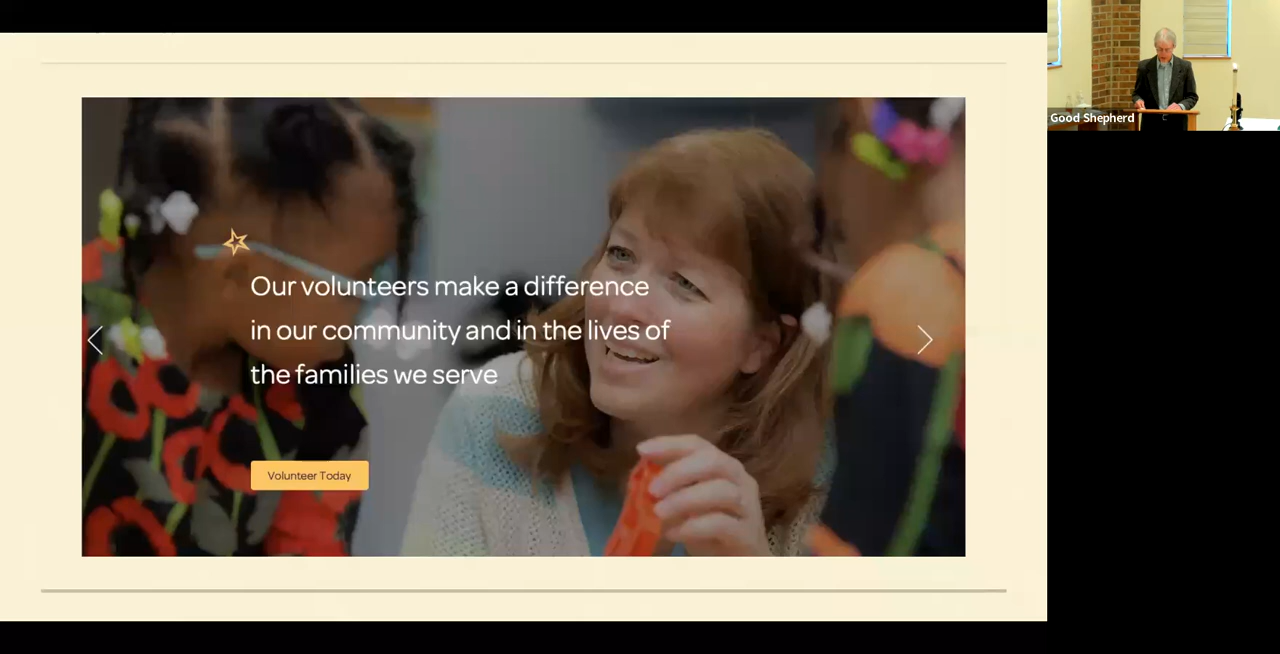 Our volunteers make a difference
in our community and in the lives of
the families we serve
Volunteer Today
Good Shepherd